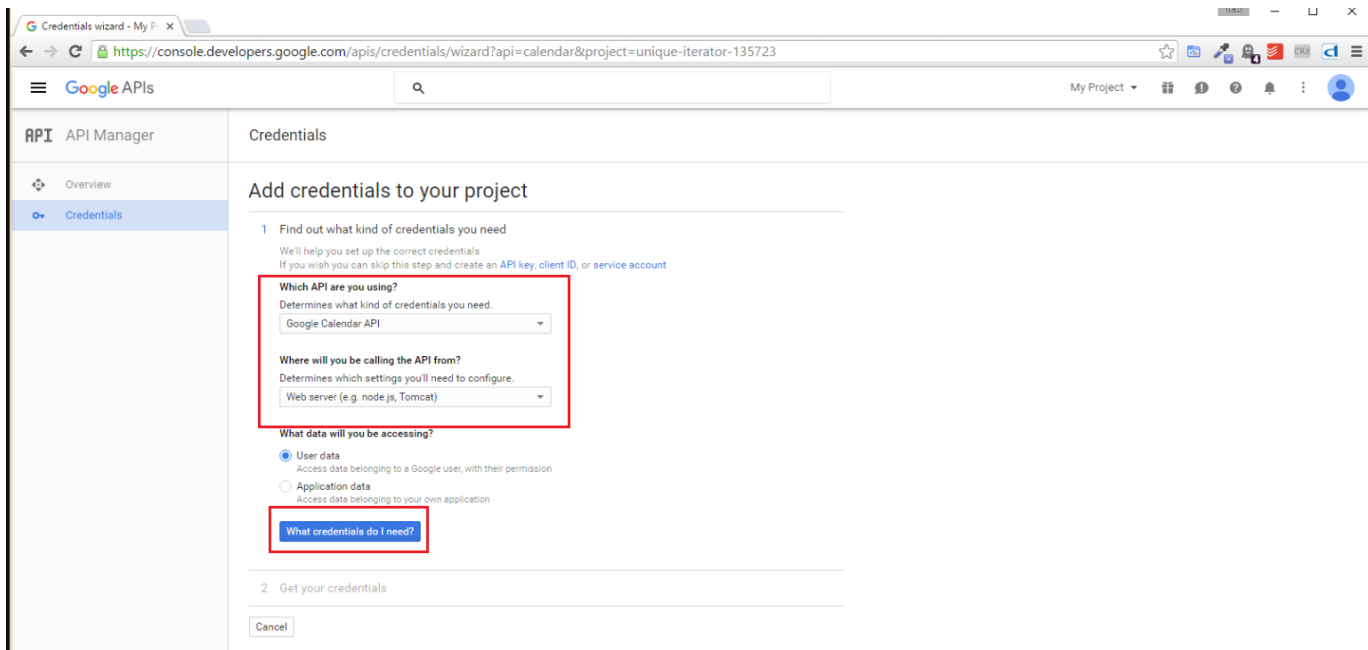 Credentials wizard - My P
https://console.developers.google.com/apis/credentials/wizard?api=calendar&project=unique-iterator-135723
Google APIs
My Project
API API Manager
Credentials
Overview
Credentials
Add credentials to your project
1 Find out what kind of credentials you need
We'll help you set up the correct credentials
If you wish you can skip this step and create an API key, client ID, or service account
Which API are you using?
Determines what kind of credentials you need.
Google Calendar API
Where will you be calling the API from?
Determines which settings you'll need to configure.
Web server (e.g. node.js, Tomcat)
What data will you be accessing?
User data
Access data belonging to a Google user, with their permission
Application data
Access data belonging to your own application
What credentials do I need?
2 Get your credentials
Cancel